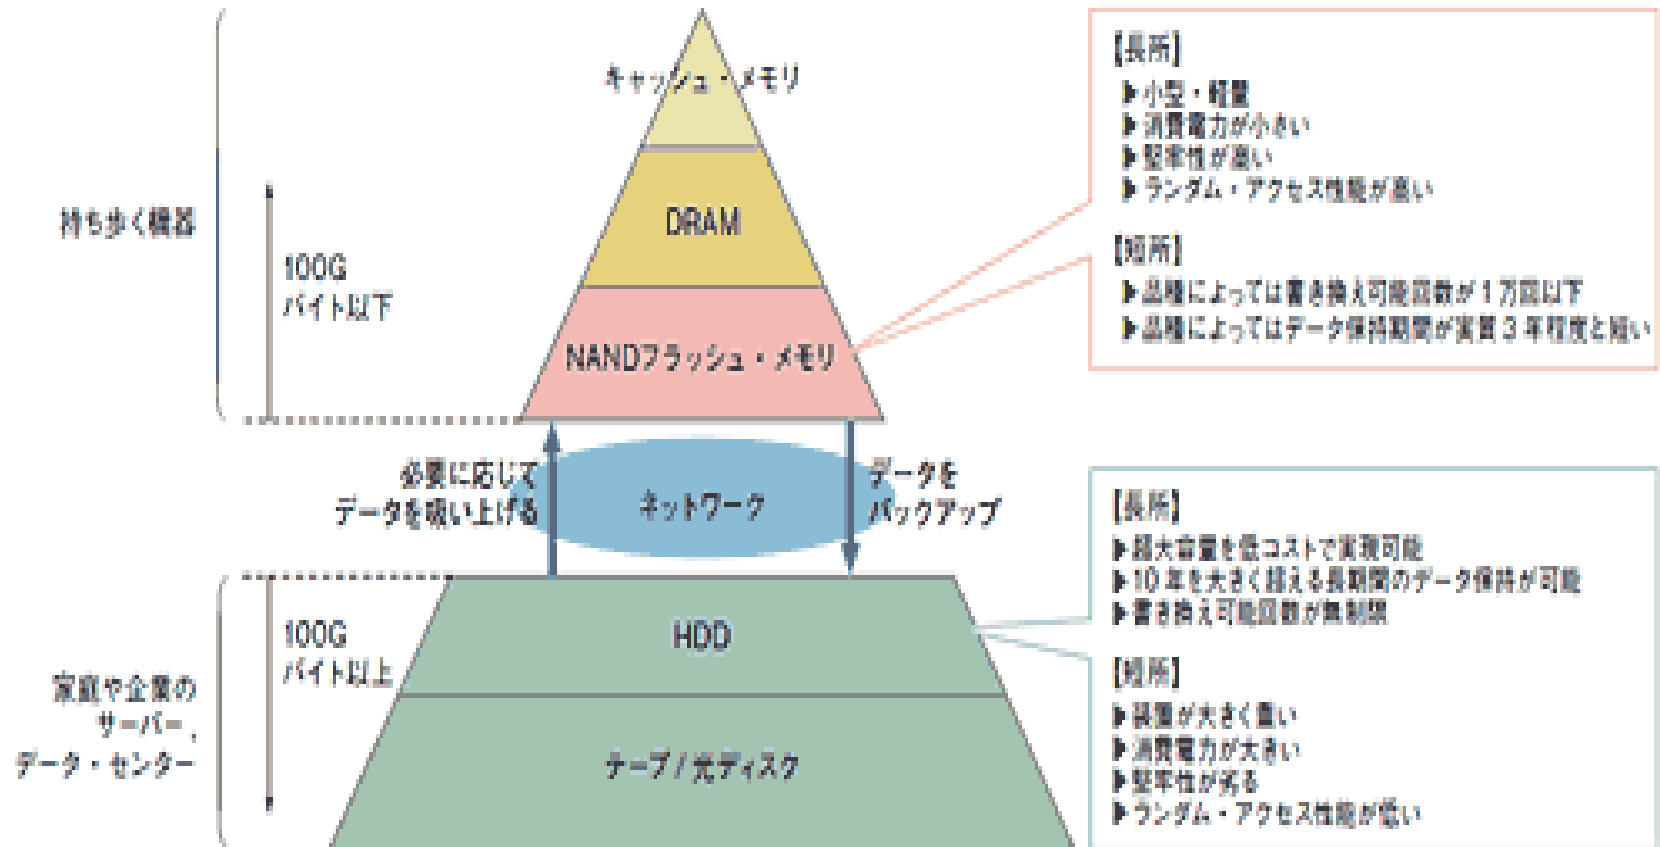 キャッシュ・メモリ
DRAM
NANDフラッシュ・メモリ
持ち歩く機器
100G
バイト以下
【長所】
▶小型・軽量
▶消費電力が小さい
▶堅牢性が高い
▶ランダム・アクセス性能が高い
【短所】
▶品種によっては書き換え可能回数が1万回以下
▶品種によってはデータ保持期間が実質3年程度と短い
必要に応じて
データを吸い上げる
ネットワーク
データを
バックアップ
100G
バイト以上
家庭や企業の
サーバー,
データ・センター
HDD
テープ/光ディスク
【長所】
▶超大容量を低コストで実現可能
▶10年を大きく超える長期間のデータ保持が可能
▶書き換え可能回数が無制限
【短所】
▶装置が大きく重い
▶消費電力が大きい
▶堅牢性が劣る
▶ランダム・アクセス性能が低い